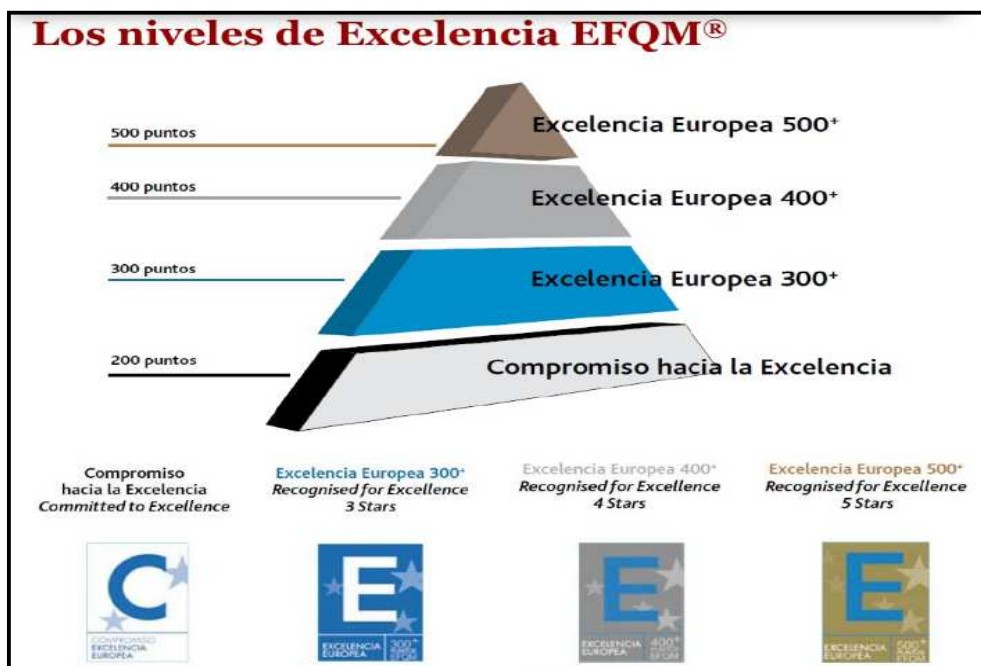 Los niveles de Excelencia EFQM®
500 puntos
Excelencia Europea 500+
400 puntos
Excelencia Europea 400+
300 puntos
Excelencia Europea 300+
200 puntos
Compromiso hacia la Excelencia
Compromiso
hacia la Excelencia
Committed to Excellence
Excelencia Europea 300+
Recognised for Excellence
3 Stars
Excelencia Europea 400+
Recognised for Excellence
4 Stars
Excelencia Europea 500+
Recognised for Excellence
5 Stars
C
COMPROMISO
EXCELENCIA
EUROPEA
E
EXCELENCIA
EUROPEA
300+
EFQM
E
EXCELENCIA
EUROPEA
400+
EFQM
E
EXCELENCIA
EUROPEA
500+
EFQM